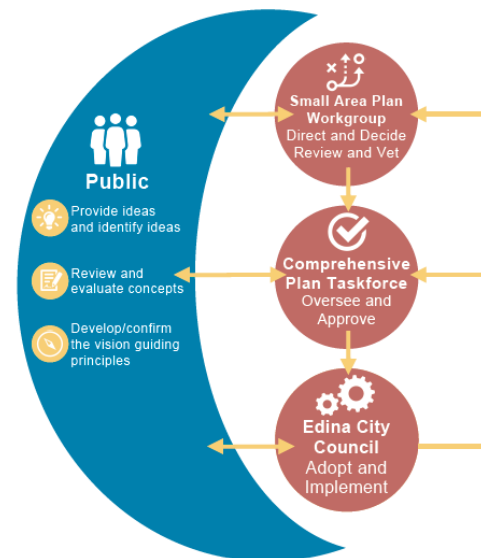 Public
Provide ideas
and identify ideas
Review and
evaluate concepts
Develop/confirm
the vision guiding
principles
Small Area Plan
Workgroup
Direct and Decide
Review and Vet
Comprehensive
Plan Taskforce
Oversee and
Approve
Edina City
Council
Adopt and
Implement